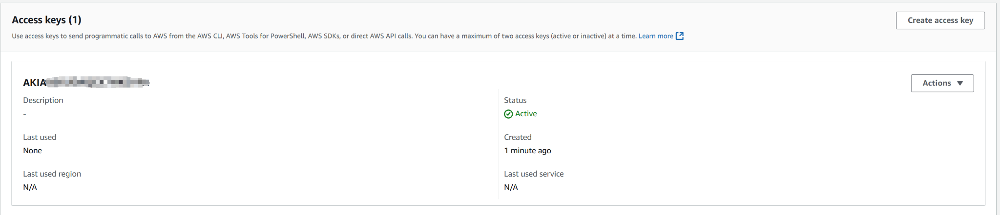 Access keys (1)
Create access key
Use access keys to send programmatic calls to AWS from the AWS CLI, AWS Tools for PowerShell, AWS SDKs, or direct AWS API calls. You can have a maximum of two access keys (active or inactive) at a time. Learn more
AKIA
Actions
Description
-
Status
Active
Last used
None
Created
1 minute ago
Last used region
N/A
Last used service
N/A